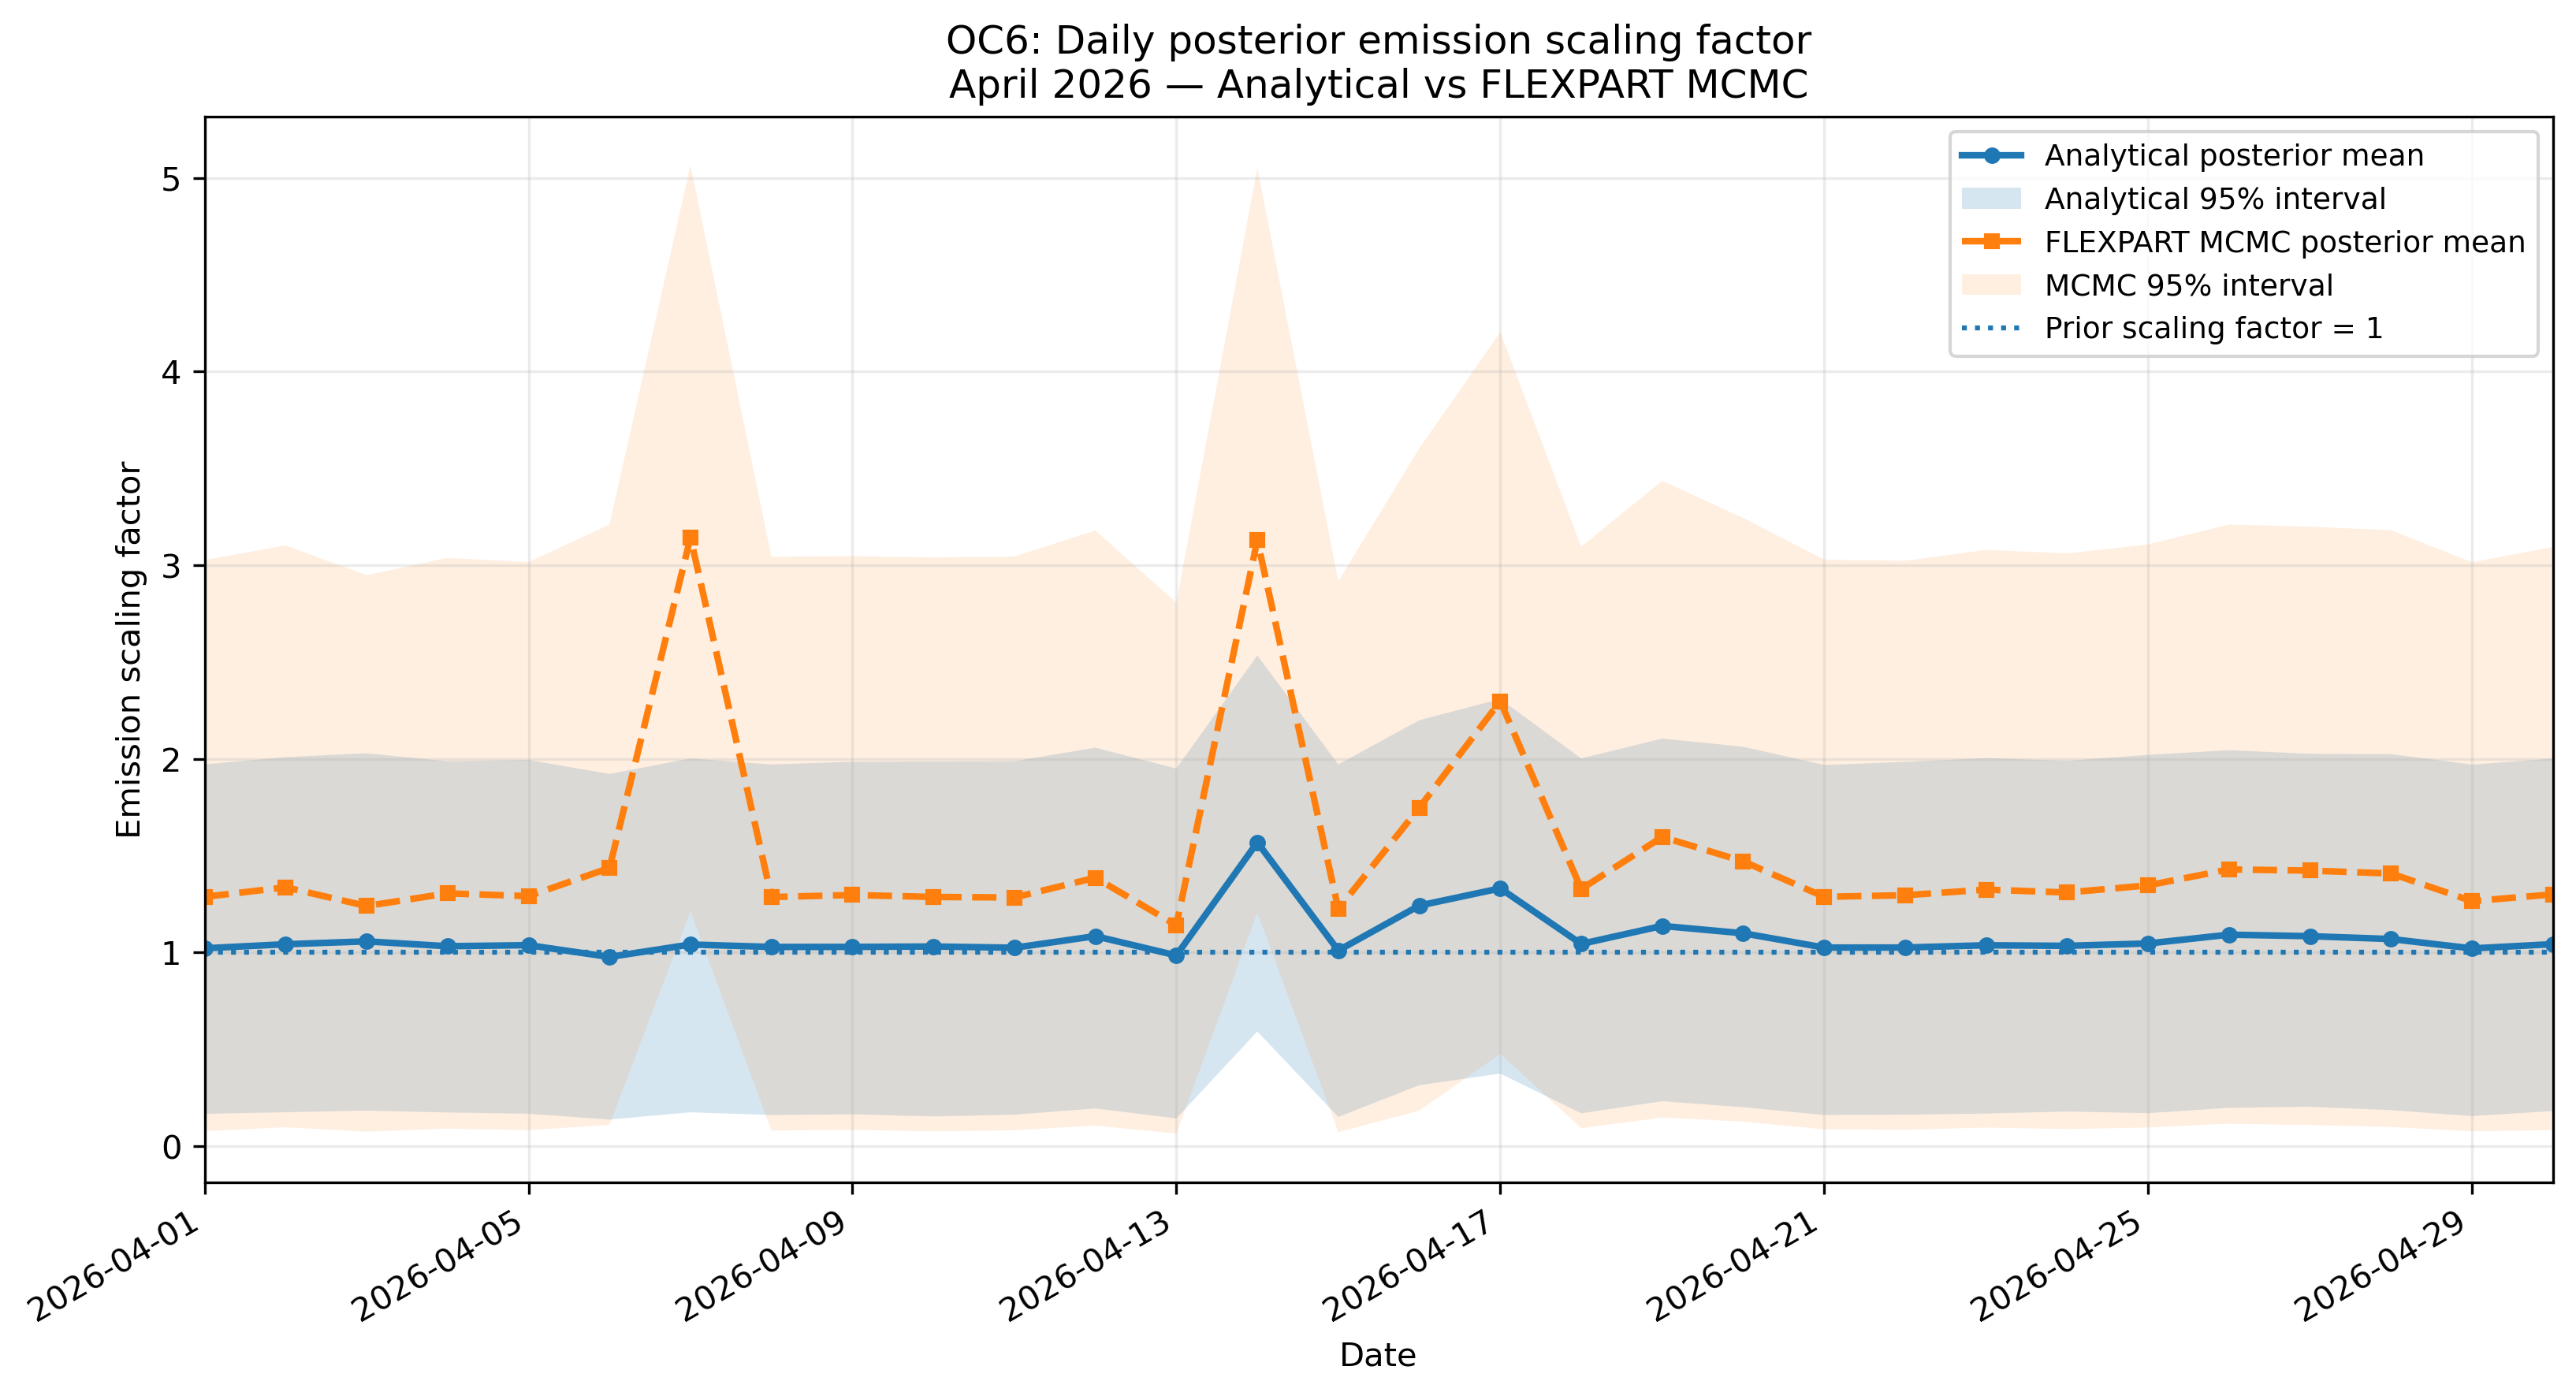 OC6: Daily posterior emission scaling factor
April 2026 — Analytical vs FLEXPART MCMC
Analytical posterior mean
Analytical 95% interval
FLEXPART MCMC posterior mean
MCMC 95% interval
Prior scaling factor = 1
Emission scaling factor
5
4
3
2
1
0
2026-04-01
2026-04-05
2026-04-09
2026-04-13
2026-04-17
2026-04-21
2026-04-25
2026-04-29
Date